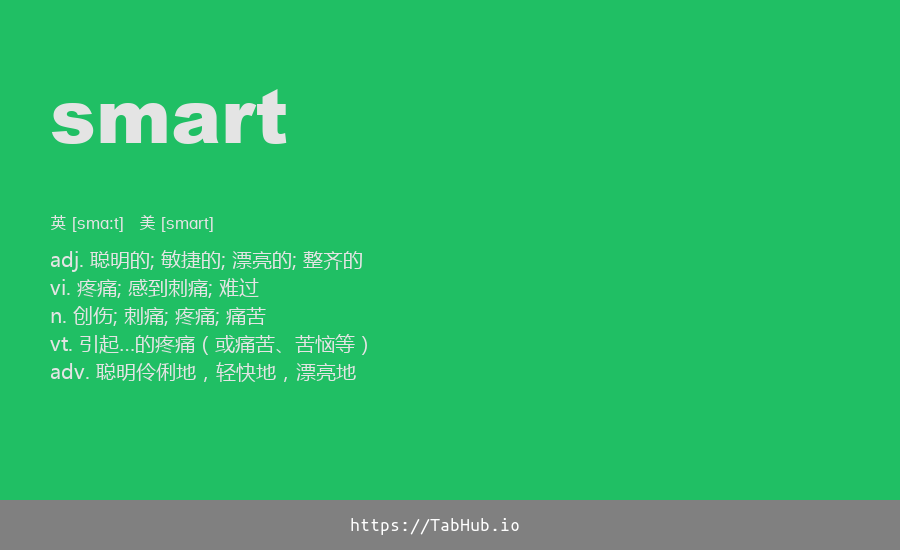 smart
英 [smɑːt] 美 [smɑrt]
adj. 聪明的; 敏捷的; 漂亮的; 整齐的
vi. 疼痛; 感到刺痛; 难过
n. 创伤; 刺痛; 疼痛; 痛苦
vt. 引起…的疼痛（或痛苦、苦恼等）
adv. 聪明伶俐地，轻快地，漂亮地
https://TabHub.io